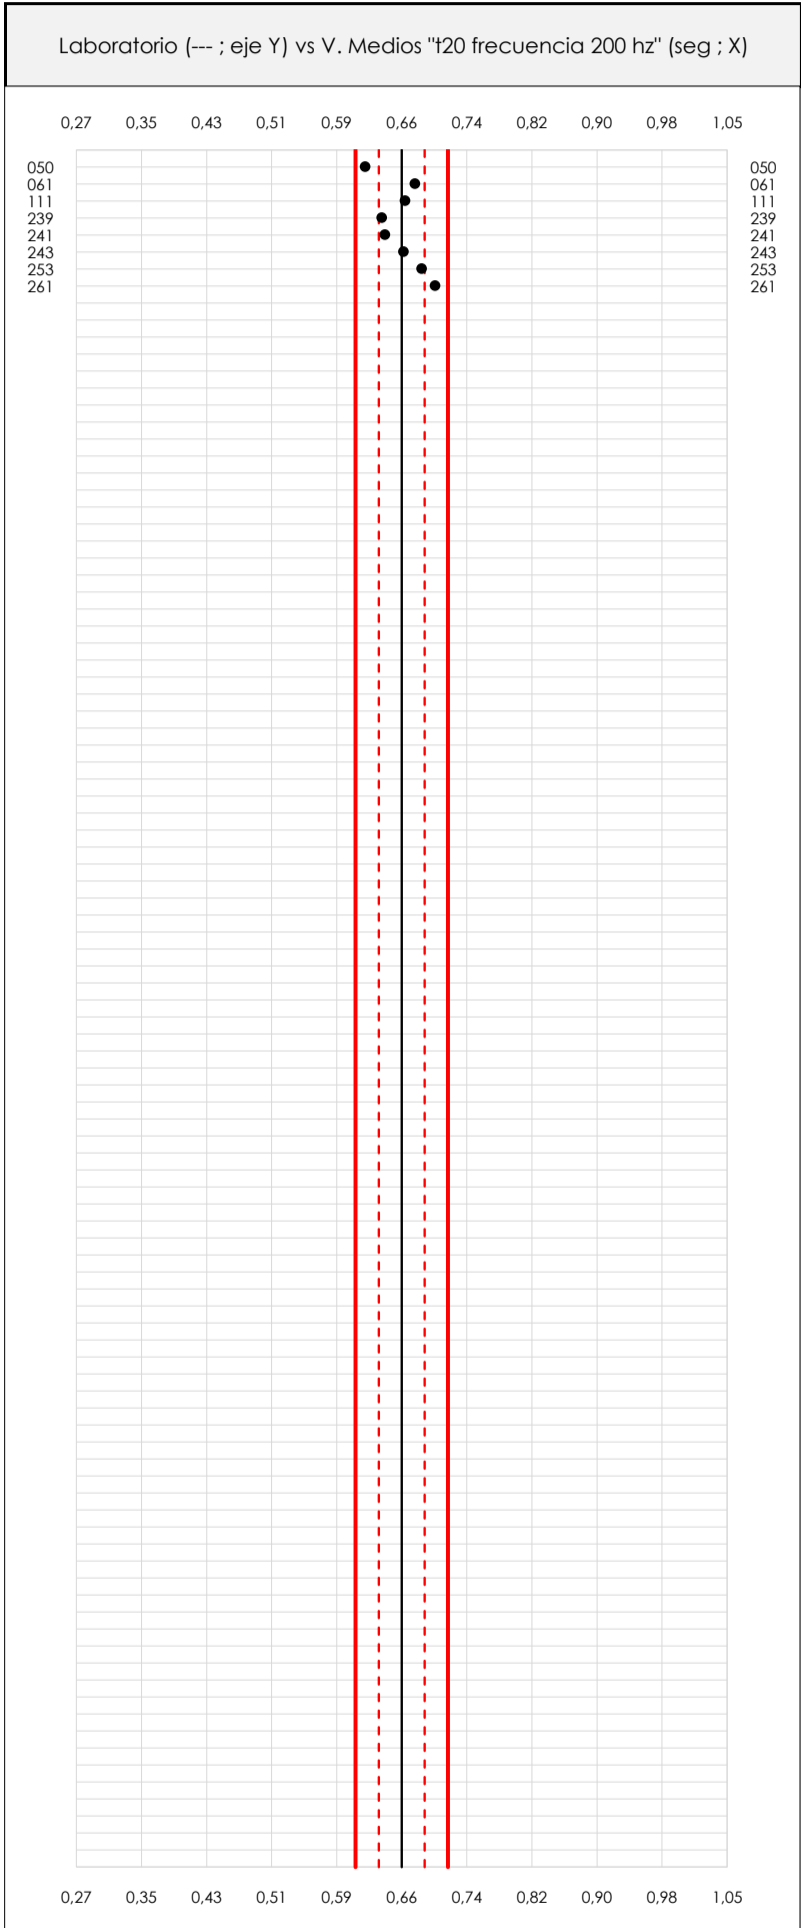 Laboratorio (--- ; eje Y) vs V. Medios "t20 frecuencia 200 hz" (seg ; X)
0,27 0,35 0,43 0,51 0,59 0,66 0,74 0,82 0,90 0,98 1,05
050 050
061 061
111 111
239 239
241 241
243 243
253 253
261 261
0,27 0,35 0,43 0,51 0,59 0,66 0,74 0,82 0,90 0,98 1,05